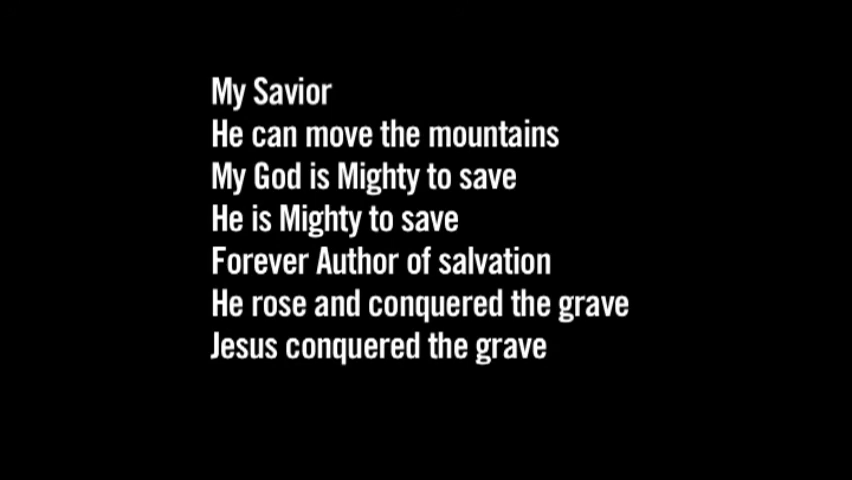 My Savior
He can move the mountains
My God is Mighty to save
He is Mighty to save
Forever Author of salvation
He rose and conquered the grave
Jesus conquered the grave